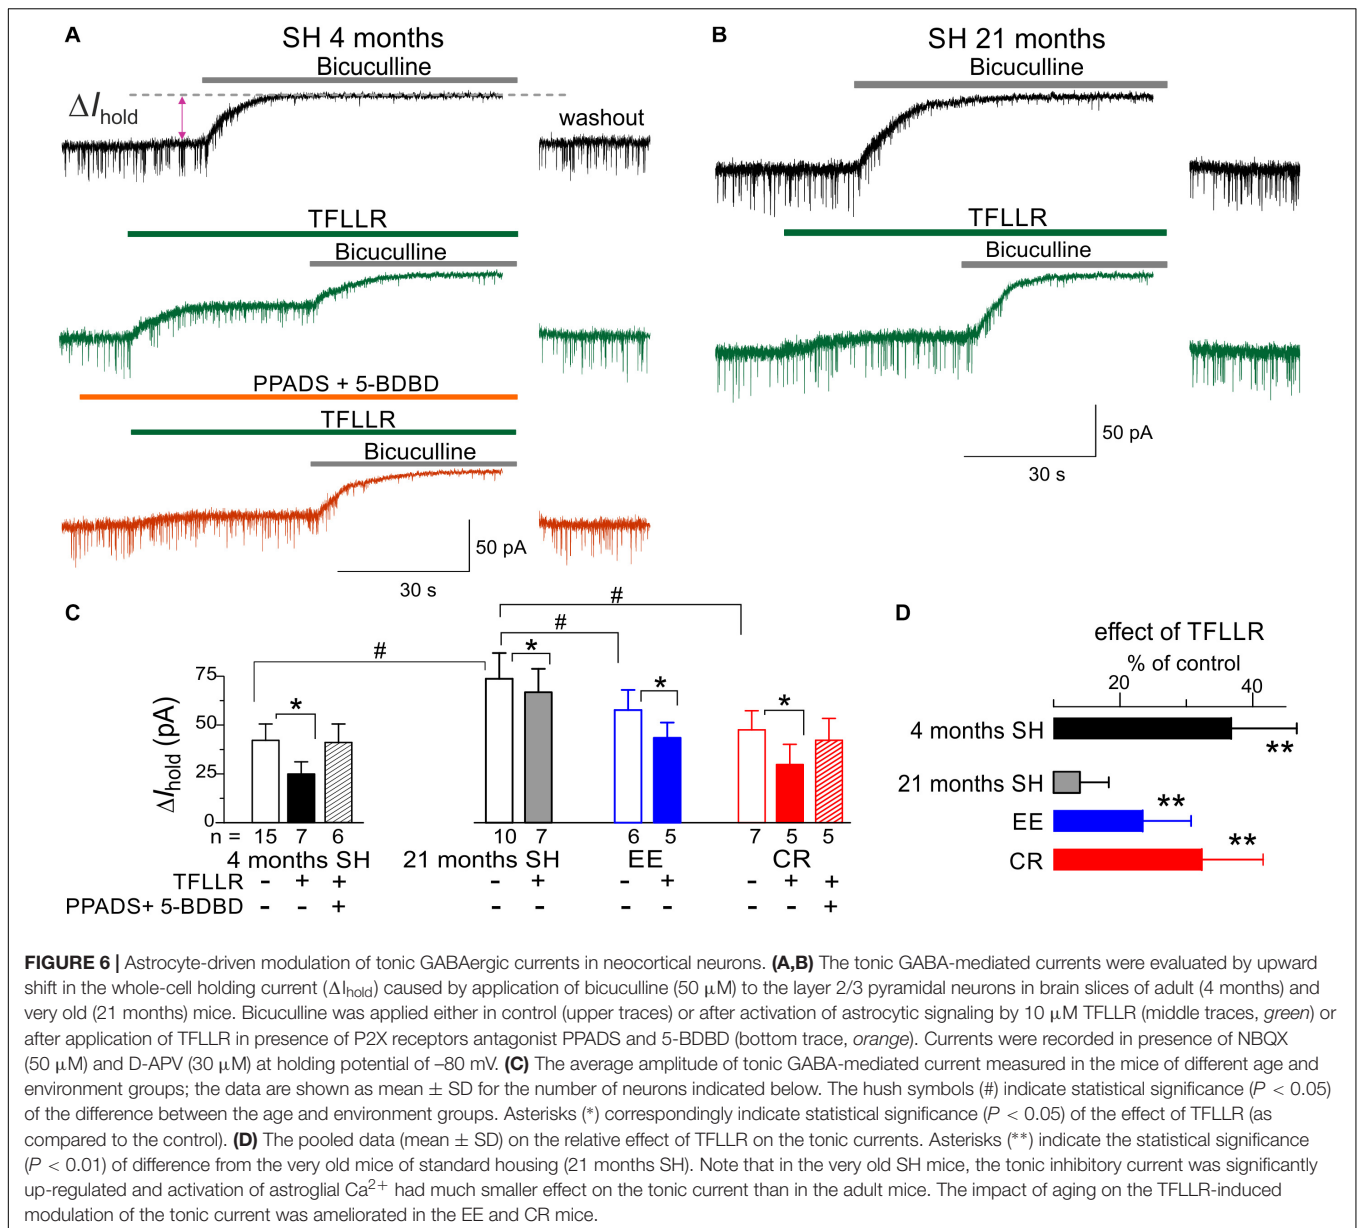 A
SH 4 months
Bicuculline
ΔIhold
washout
TFLLR
Bicuculline
PPADS + 5-BDBD
TFLLR
Bicuculline
50 pA
30 s
B
SH 21 months
Bicuculline
TFLLR
Bicuculline
50 pA
30 s
C
# # #
* * * *
ΔIhold (pA)
75
50
25
0
n = 15 7 6 10 7 6 5 7 5 5
4 months SH 21 months SH EE CR
TFLLR - + + - + - + - + +
PPADS+ 5-BDBD - - + - - - - - - +
D
effect of TFLLR
% of control
20 40
4 months SH **
21 months SH
EE **
CR **
FIGURE 6 | Astrocyte-driven modulation of tonic GABAergic currents in neocortical neurons. (A,B) The tonic GABA-mediated currents were evaluated by upward
shift in the whole-cell holding current (ΔIhold) caused by application of bicuculline (50 μM) to the layer 2/3 pyramidal neurons in brain slices of adult (4 months) and
very old (21 months) mice. Bicuculline was applied either in control (upper traces) or after activation of astrocytic signaling by 10 μM TFLLR (middle traces, green) or
after application of TFLLR in presence of P2X receptors antagonist PPADS and 5-BDBD (bottom trace, orange). Currents were recorded in presence of NBQX
(50 μM) and D-APV (30 μM) at holding potential of –80 mV. (C) The average amplitude of tonic GABA-mediated current measured in the mice of different age and
environment groups; the data are shown as mean ± SD for the number of neurons indicated below. The hush symbols (#) indicate statistical significance (P < 0.05)
of the difference between the age and environment groups. Asterisks (*) correspondingly indicate statistical significance (P < 0.05) of the effect of TFLLR (as
compared to the control). (D) The pooled data (mean ± SD) on the relative effect of TFLLR on the tonic currents. Asterisks (**) indicate the statistical significance
(P < 0.01) of difference from the very old mice of standard housing (21 months SH). Note that in the very old SH mice, the tonic inhibitory current was significantly
up-regulated and activation of astroglial Ca2+ had much smaller effect on the tonic current than in the adult mice. The impact of aging on the TFLLR-induced
modulation of the tonic current was ameliorated in the EE and CR mice.